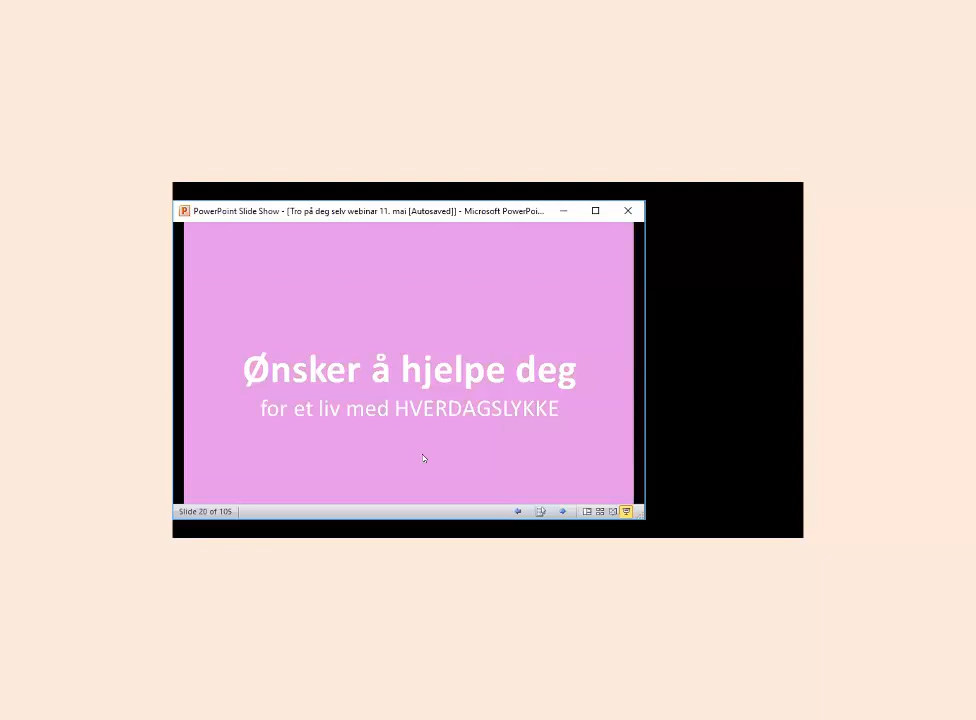 PowerPoint Slide Show - [Tro på deg selv webinar 11. mai [Autosaved]] - Microsoft PowerPoi...
Ønsker å hjelpe deg
for et liv med HVERDAGSLYKKE
Slide 20 of 105